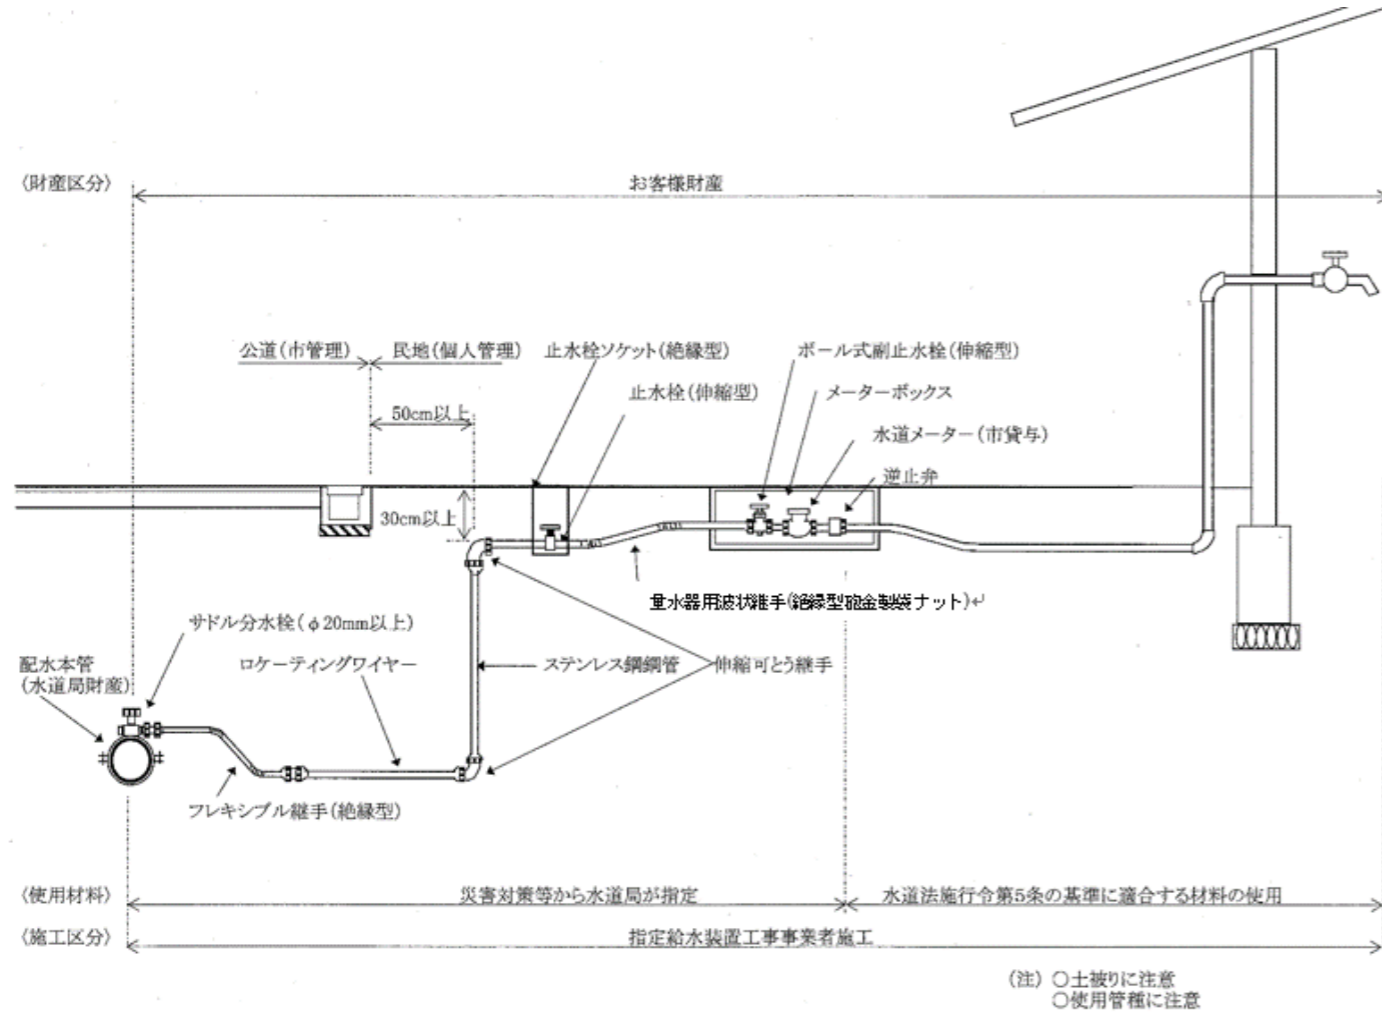 〈財産区分〉
お客様財産
公道(市管理)
民地(個人管理)
止水栓ソケット(絶縁型)
ボール式副止水栓(伸縮型)
止水栓(伸縮型)
メーターボックス
50cm以上
水道メーター(市貸与)
逆止弁
30cm以上
量水器用波状継手(絶縁型砲金製袋ナット)↵
サドル分水栓(φ20mm以上)
配水本管
(水道局財産)
ロケーティングワイヤー
ステンレス鋼鋼管
伸縮可とう継手
フレキシブル継手(絶縁型)
〈使用材料〉
災害対策等から水道局が指定
水道法施行令第5条の基準に適合する材料の使用
〈施工区分〉
指定給水装置工事事業者施工
(注) ○土被りに注意
○使用管種に注意